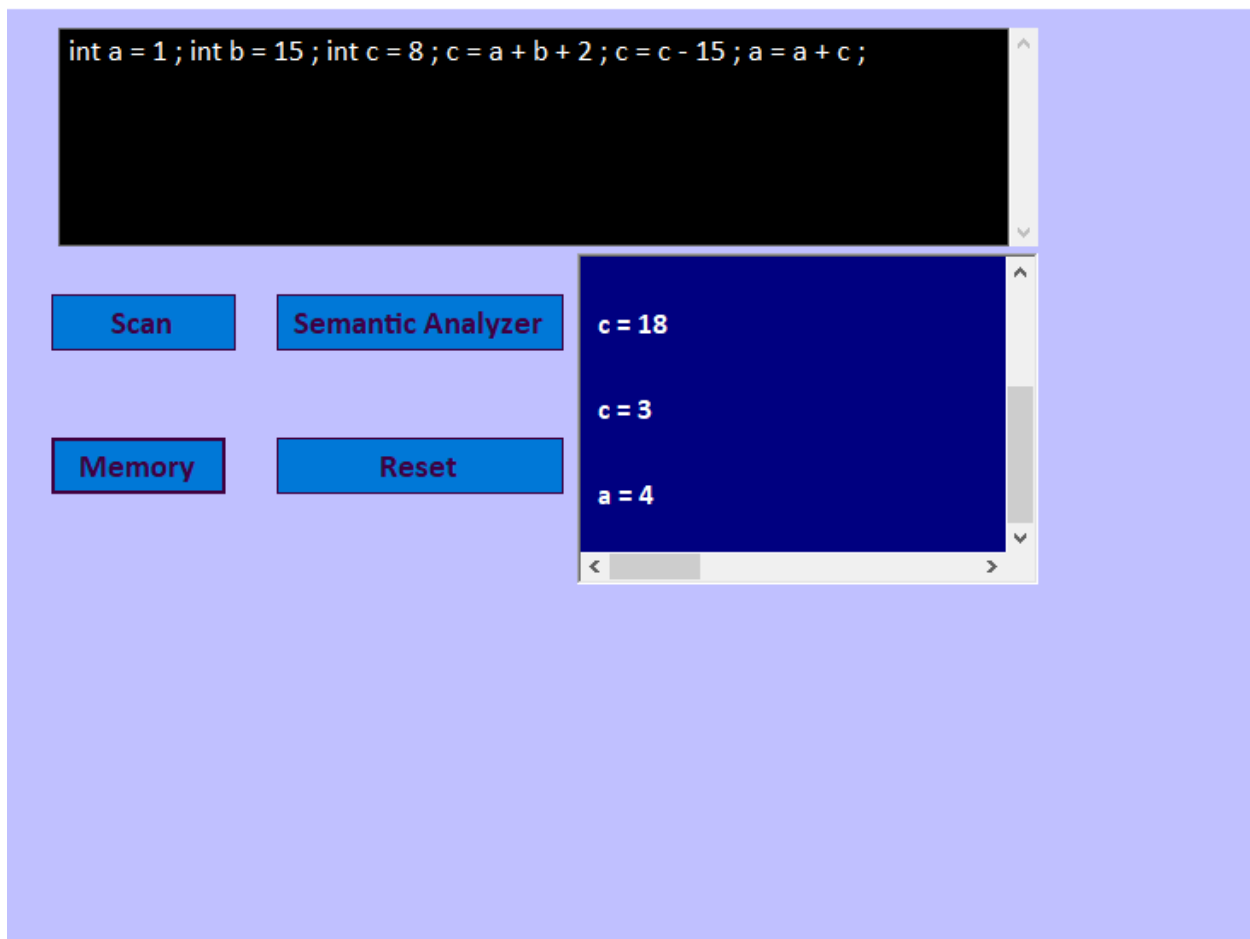 int a = 1 ; int b = 15 ; int c = 8 ; c = a + b + 2 ; c = c - 15 ; a = a + c ;
Scan
Semantic Analyzer
c = 18
c = 3
Memory
Reset
a = 4